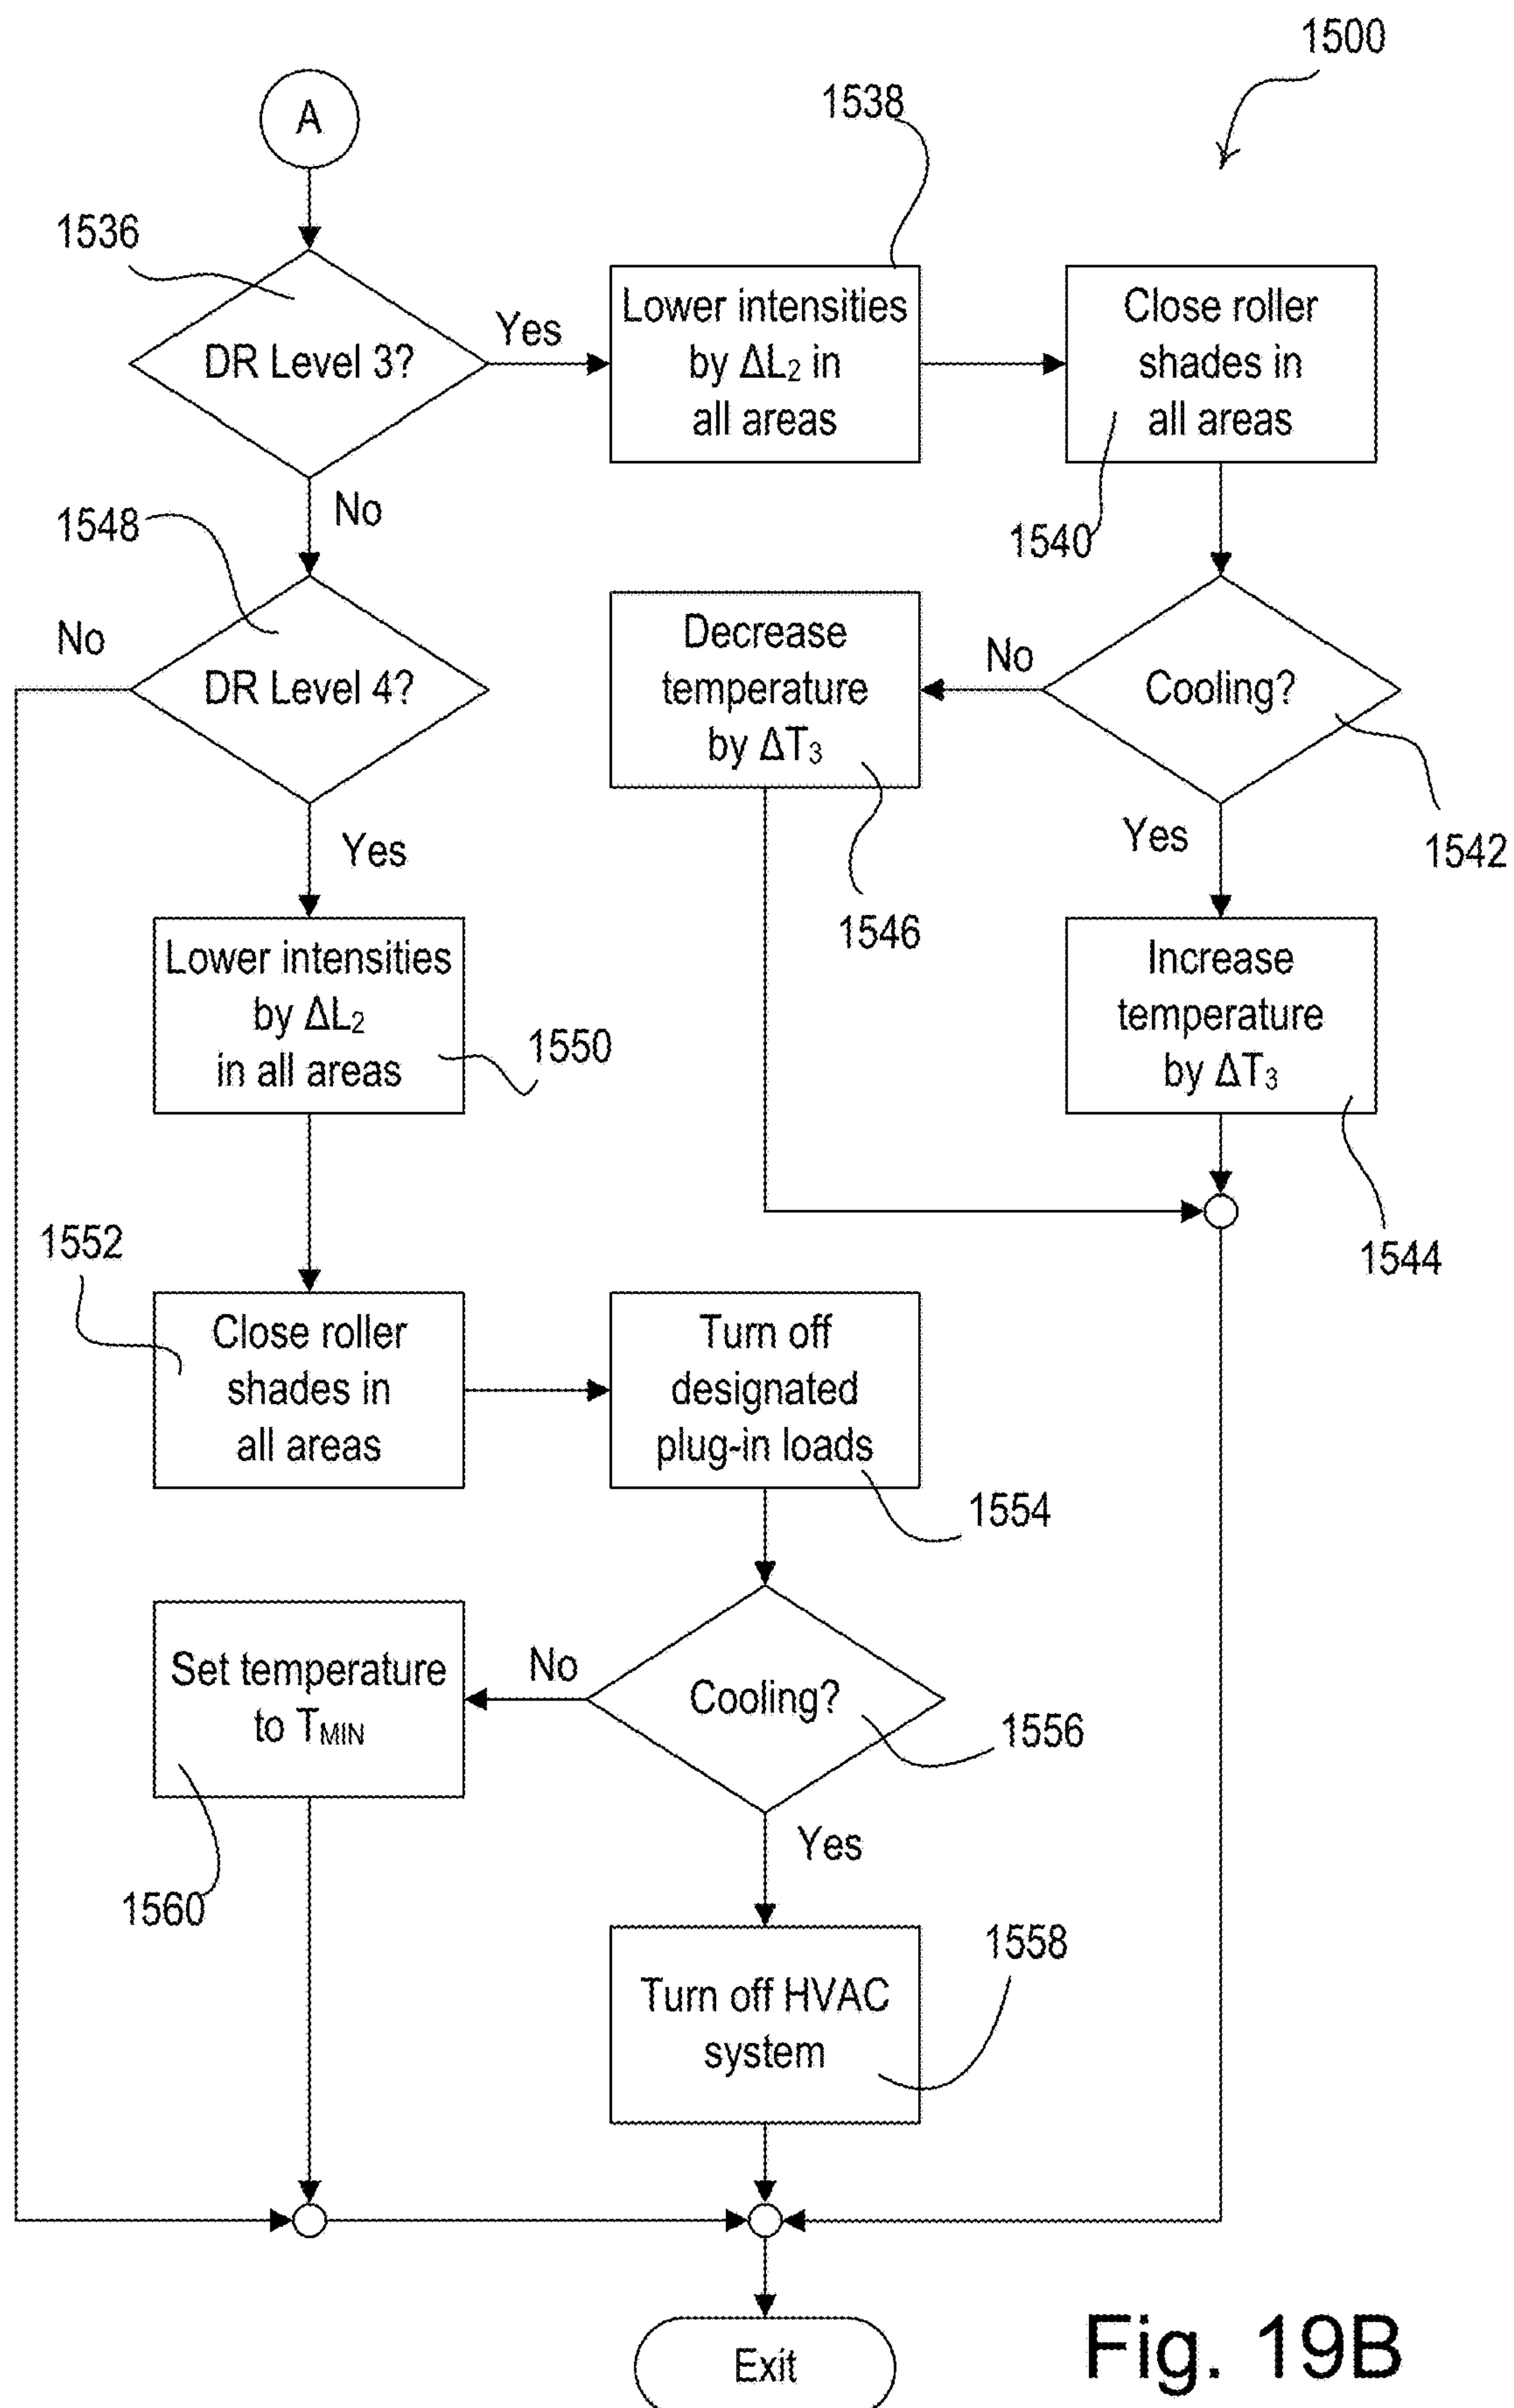 1500
A
1538
1536
DR Level 3?
Yes
Lower intensities
by ΔL₂ in
all areas
Close roller
shades in
all areas
No
1548
1540
No
DR Level 4?
Decrease
temperature
by ΔT₃
No
Cooling?
1542
Yes
Yes
1546
Lower intensities
by ΔL₂
in all areas
1550
Increase
temperature
by ΔT₃
1544
1552
Close roller
shades in
all areas
Turn off
designated
plug-in loads
1554
Set temperature
to TMIN
No
Cooling?
1556
Yes
1560
1558
Turn off HVAC
system
Exit
Fig. 19B